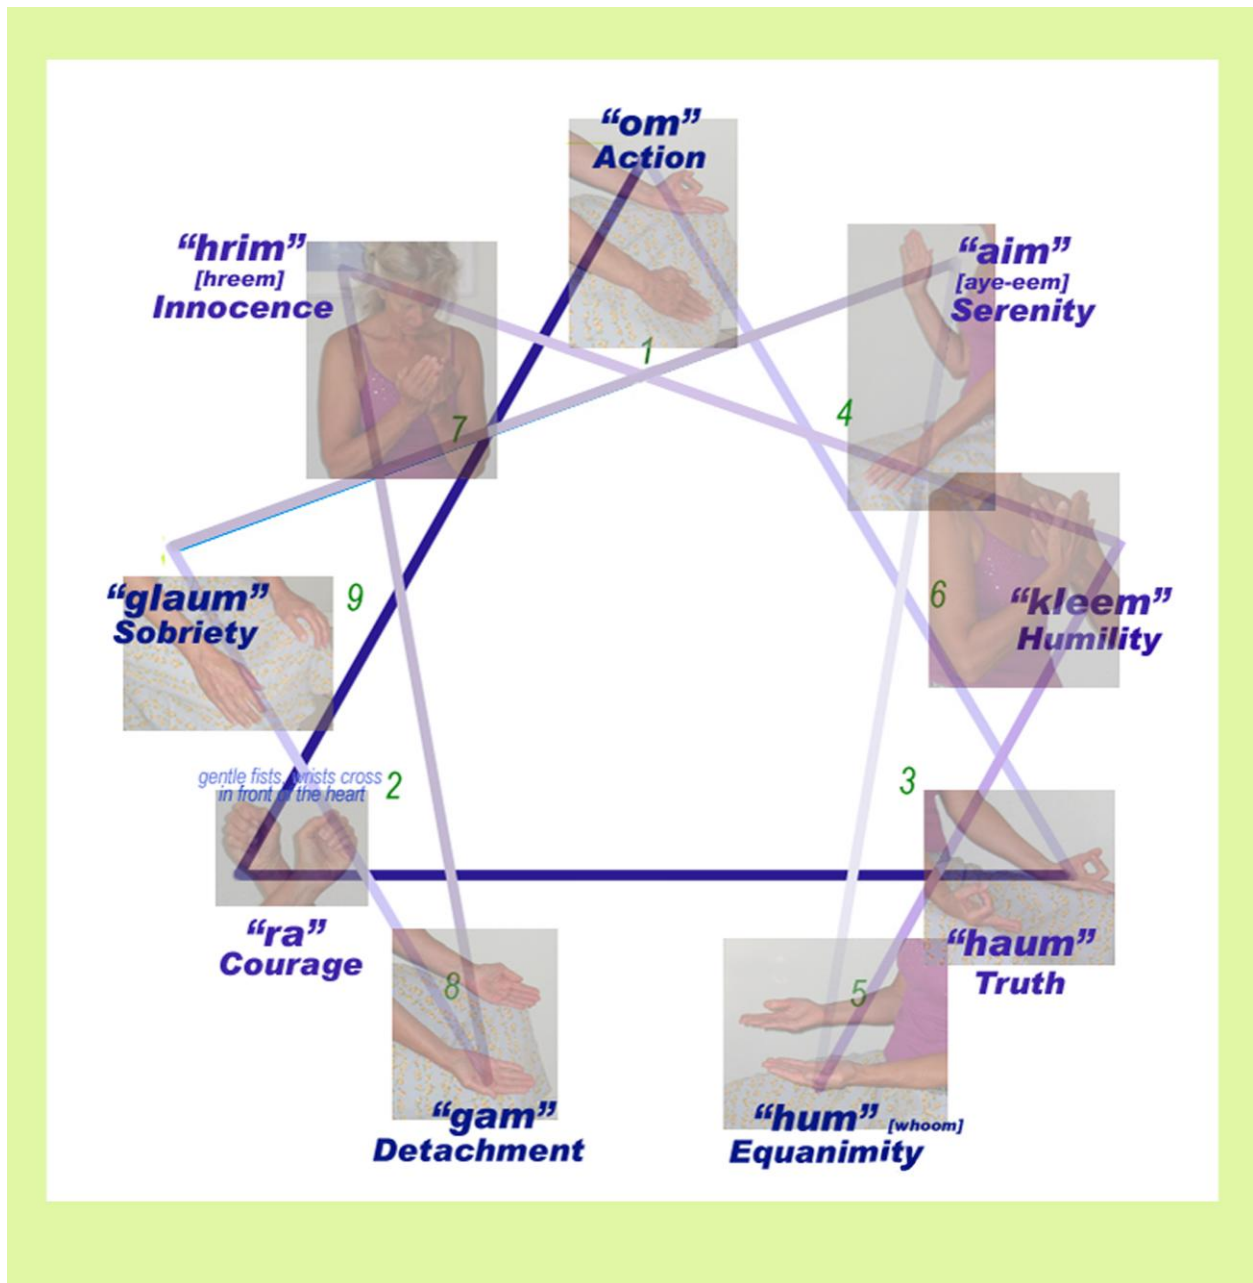 “om”
Action
“hrim”
[hreem]
Innocence
“aim”
[aye-eem]
Serenity
1
4
7
“glaum”
Sobriety
9
6
“kleem”
Humility
gentle fists, wrists cross
in front of the heart
2
3
“ra”
Courage
“haum”
Truth
8
5
“gam”
Detachment
“hum” [whoom]
Equanimity